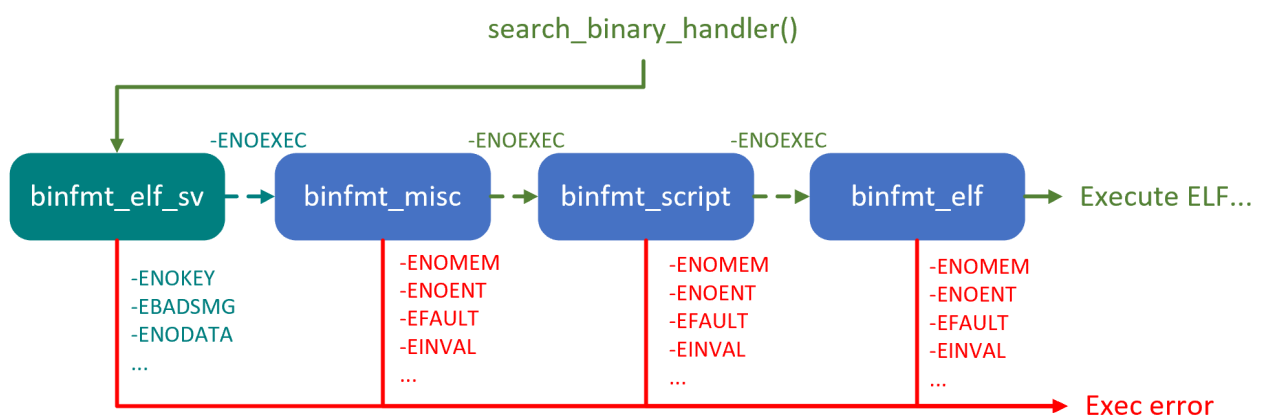 search_binary_handler()
-ENOEXEC
-ENOEXEC
-ENOEXEC
binfmt_elf_sv
binfmt_misc
binfmt_script
binfmt_elf
Execute ELF...
-ENOKEY
-EBADSMG
-ENODATA
...
-ENOMEM
-ENOENT
-EFAULT
-EINVAL
...
-ENOMEM
-ENOENT
-EFAULT
-EINVAL
...
-ENOMEM
-ENOENT
-EFAULT
-EINVAL
...
Exec error